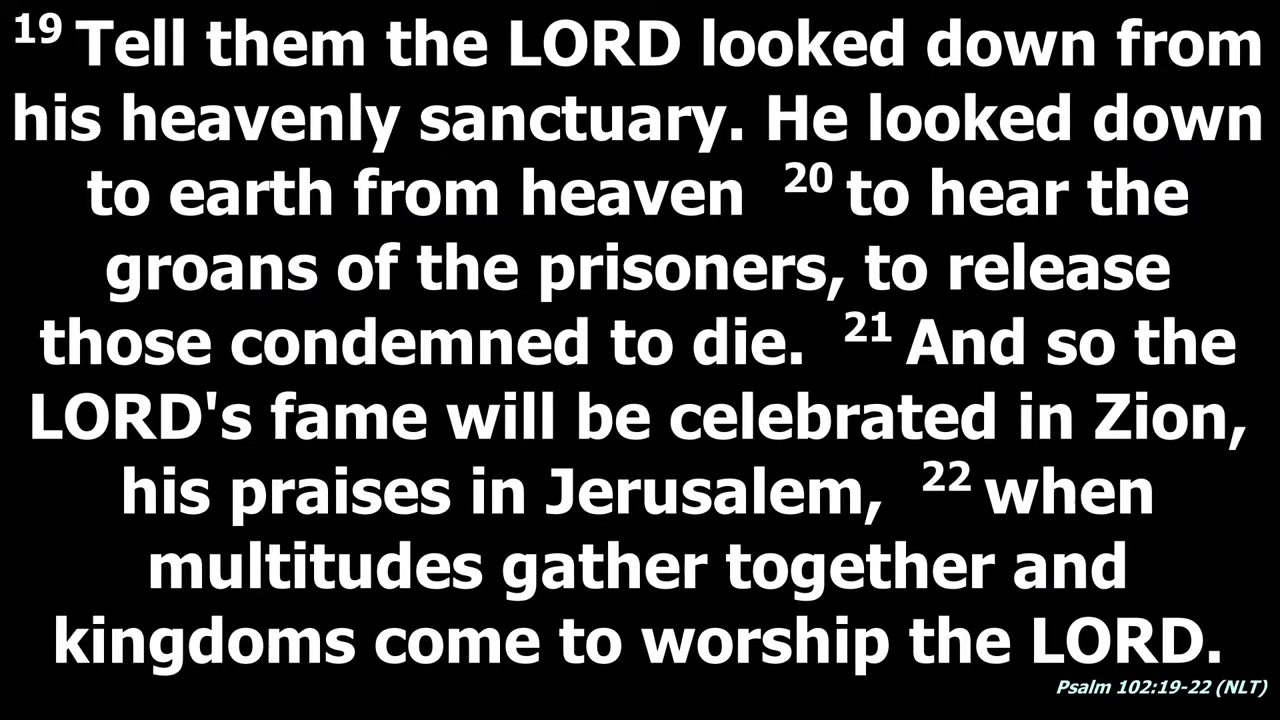 19 Tell them the LORD looked down from
his heavenly sanctuary. He looked down
to earth from heaven 20 to hear the
groans of the prisoners, to release
those condemned to die. 21 And so the
LORD's fame will be celebrated in Zion,
his praises in Jerusalem, 22 when
multitudes gather together and
kingdoms come to worship the LORD.
Psalm 102:19-22 (NLT)